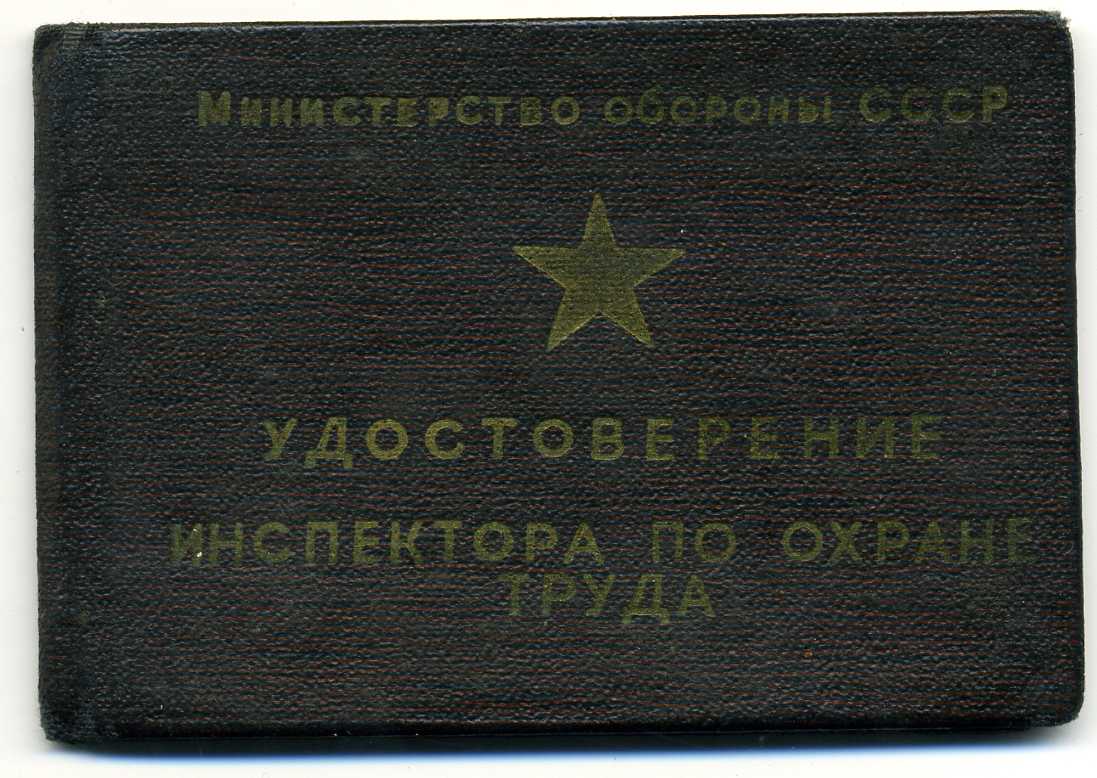 Министерство обороны СССР
УДОСТОВЕРЕНИЕ
ИНСПЕКТОРА ПО ОХРАНЕ
ТРУДА